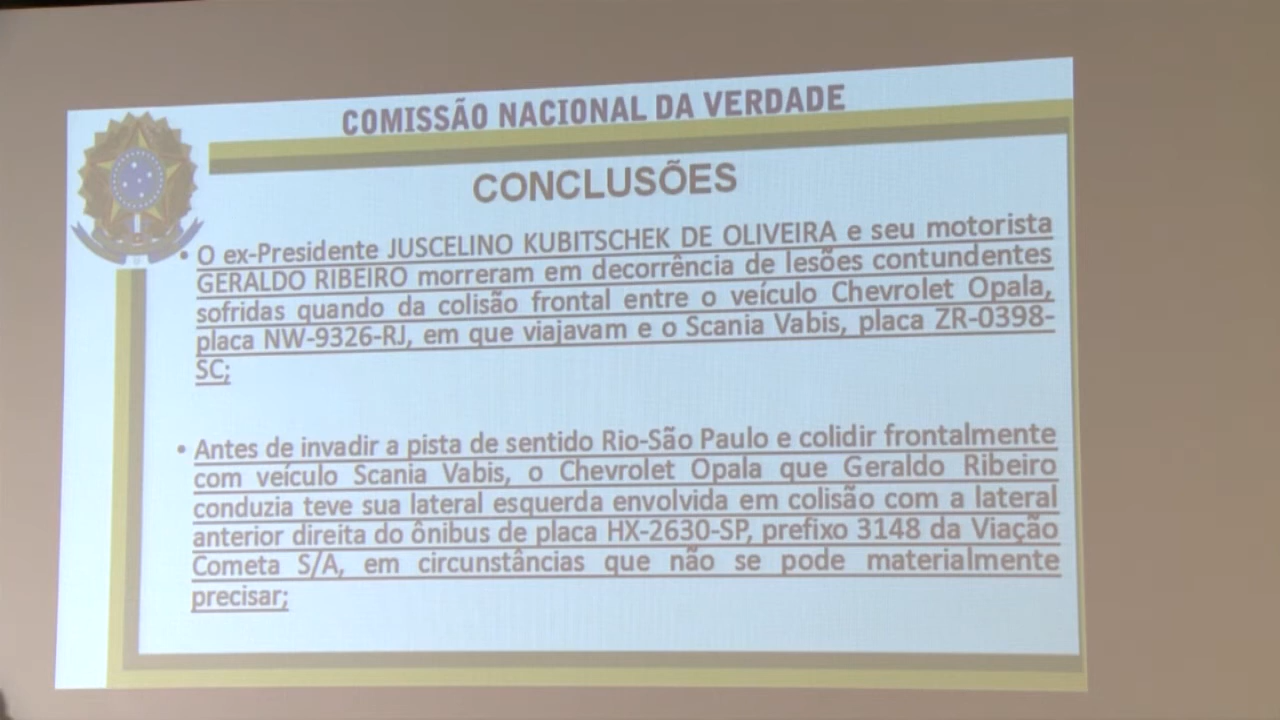 COMISSÃO NACIONAL DA VERDADE
CONCLUSÕES
• O ex-Presidente JUSCELINO KUBITSCHEK DE OLIVEIRA e seu motorista
GERALDO RIBEIRO morreram em decorrência de lesões contundentes
sofridas quando da colisão frontal entre o veículo Chevrolet Opala,
placa NW-9326-RJ, em que viajavam e o Scania Vabis, placa ZR-0398-
SC;
• Antes de invadir a pista de sentido Rio-São Paulo e colidir frontalmente
com veículo Scania Vabis, o Chevrolet Opala que Geraldo Ribeiro
conduzia teve sua lateral esquerda envolvida em colisão com a lateral
anterior direita do ônibus de placa HX-2630-SP, prefixo 3148 da Viação
Cometa S/A, em circunstâncias que não se pode materialmente
precisar;